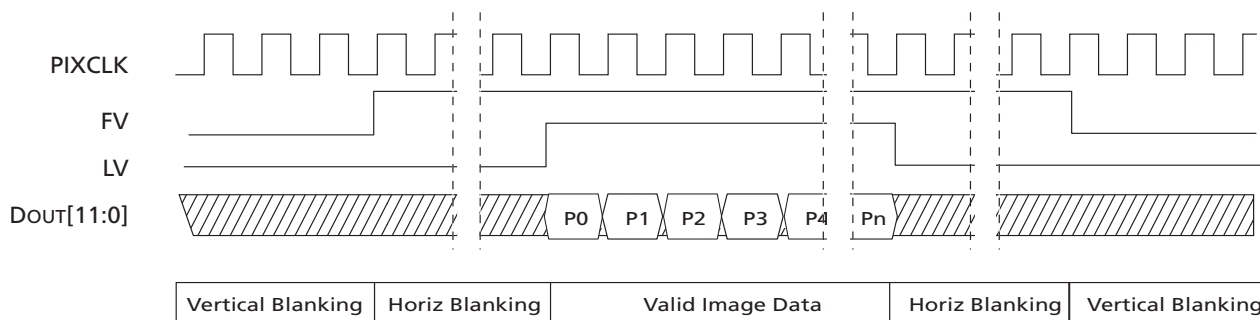 PIXCLK
FV
LV
DOUT[11:0]
P0 P1 P2 P3 P4 Pn
Vertical Blanking Horiz Blanking Valid Image Data Horiz Blanking Vertical Blanking